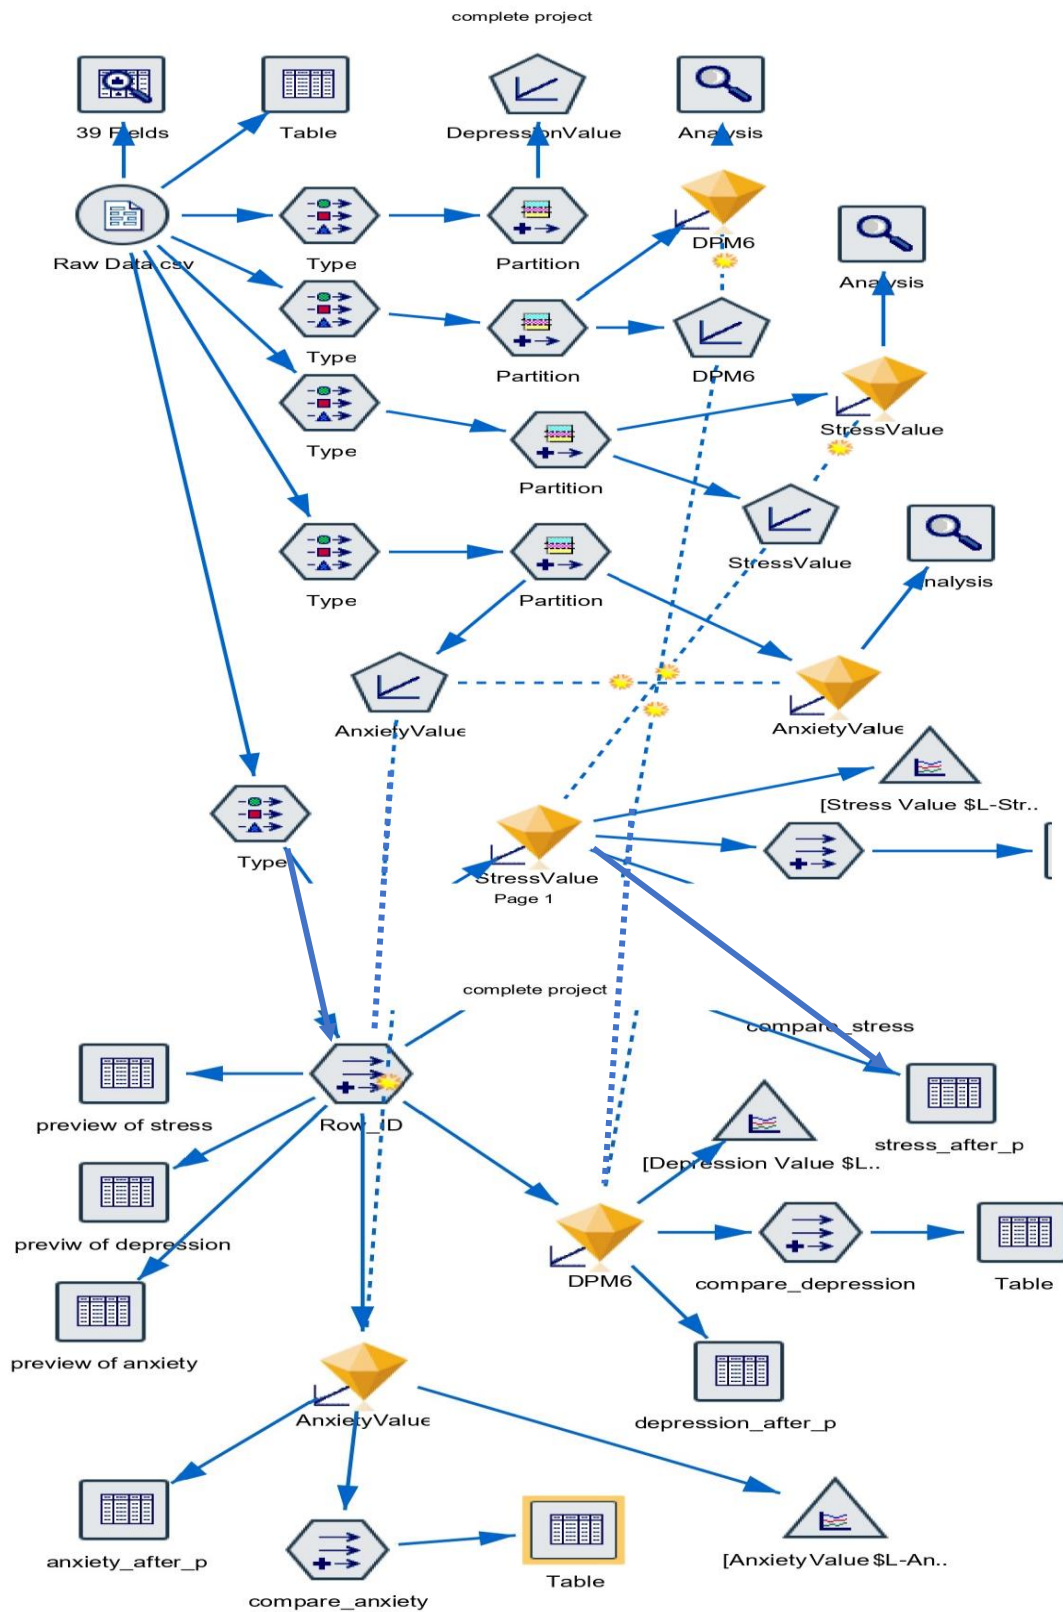 complete project
39 Fields
Table
DepressionValue
Analysis
DPM6
Raw Data.csv
Type
Partition
Analysis
Type
Partition
DPM6
StressValue
Type
Partition
StressValue
Analysis
Type
Partition
AnxietyValue
AnxietyValue
[Stress Value $L-Str..
Type
StressValue
Page 1
complete project
compare_stress
preview of stress
Row_ID
stress_after_p
[Depression Value $L..
previw of depression
DPM6
compare_depression
Table
preview of anxiety
AnxietyValue
depression_after_p
anxiety_after_p
compare_anxiety
Table
[AnxietyValue $L-An..